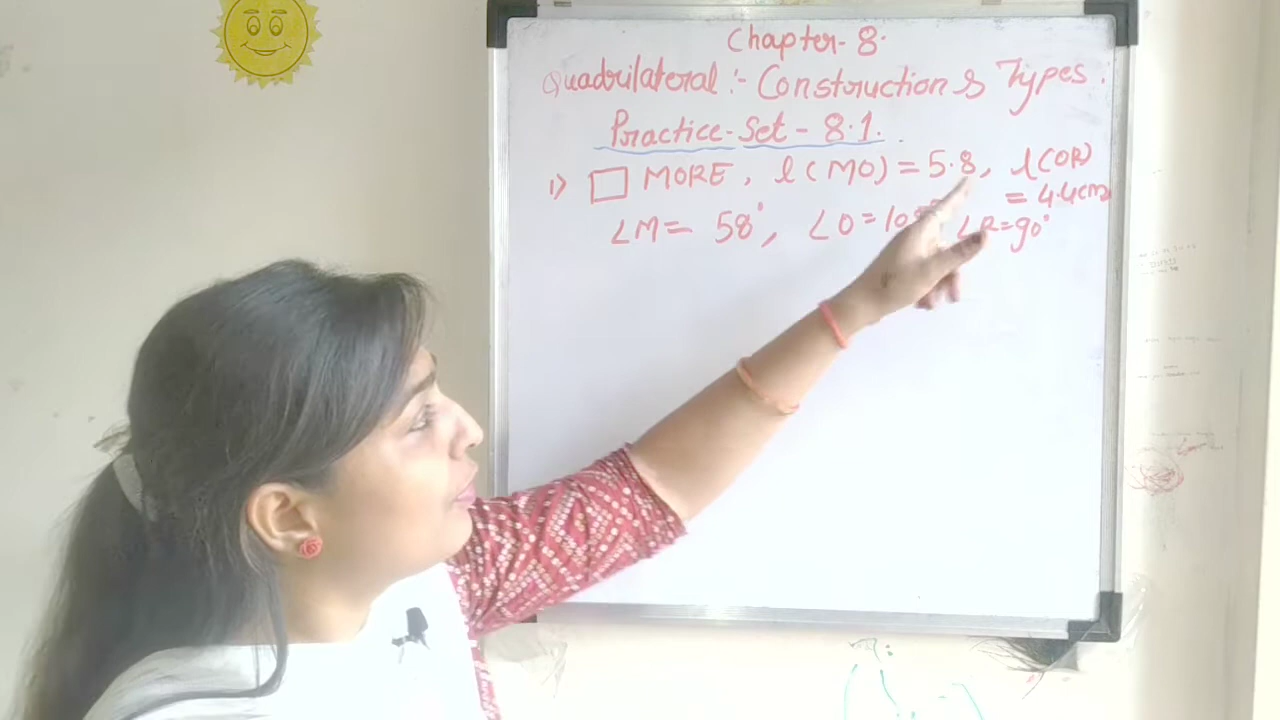 Chapter-8.
Quadrilateral :- Construction & Types.
Practice-Set-8.1.
1) □ MORE, l(MO) = 5.8, l(OR)
= 4.4cm
∠M= 58°, ∠O= ∠R=90°